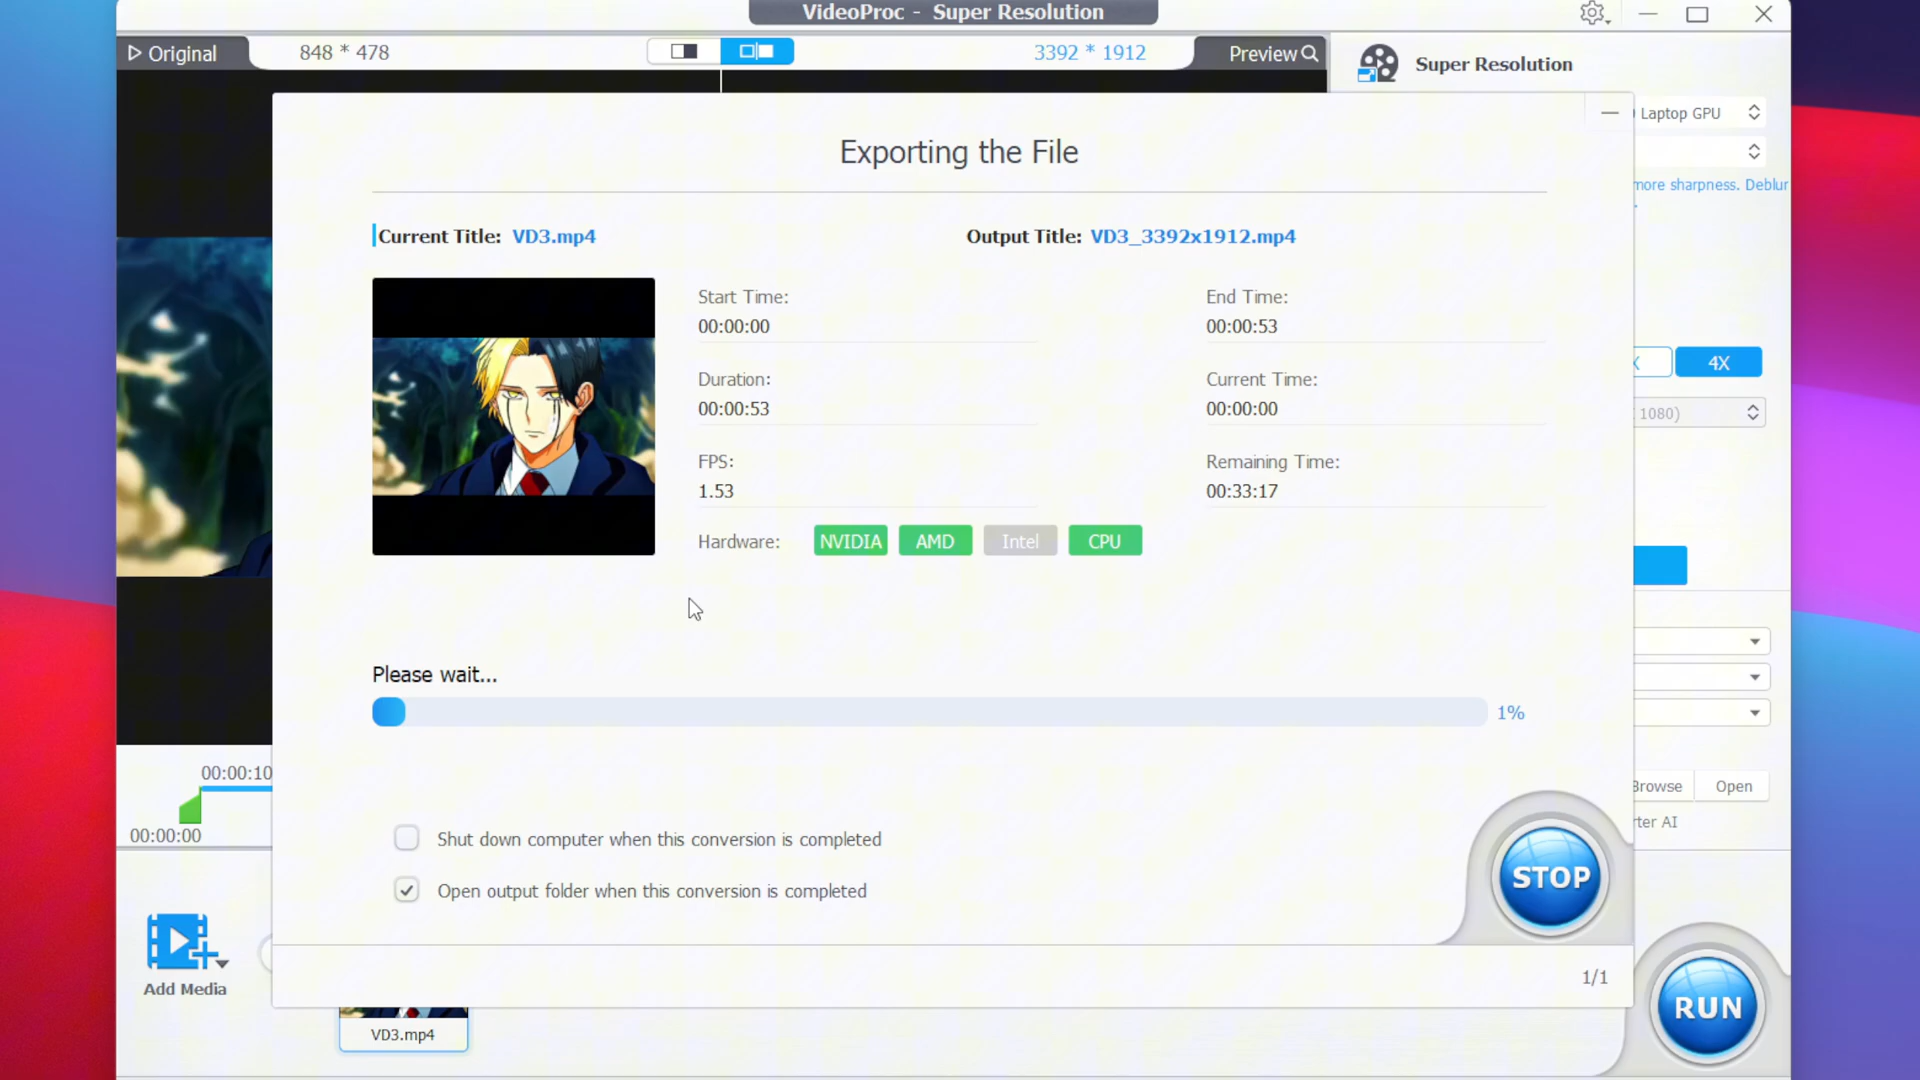 VideoProc - Super Resolution
Original
848 * 478
3392 * 1912
Preview
Super Resolution
Laptop GPU
more sharpness. Deblur
Exporting the File
Current Title: VD3.mp4
Output Title: VD3_3392x1912.mp4
Start Time:
00:00:00
End Time:
00:00:53
Duration:
00:00:53
Current Time:
00:00:00
FPS:
1.53
Remaining Time:
00:33:17
Hardware:
NVIDIA
AMD
Intel
CPU
X
4X
1080)
Please wait...
1%
00:00:10
00:00:00
Browse
Open
rter AI
Shut down computer when this conversion is completed
Open output folder when this conversion is completed
STOP
Add Media
1/1
RUN
VD3.mp4